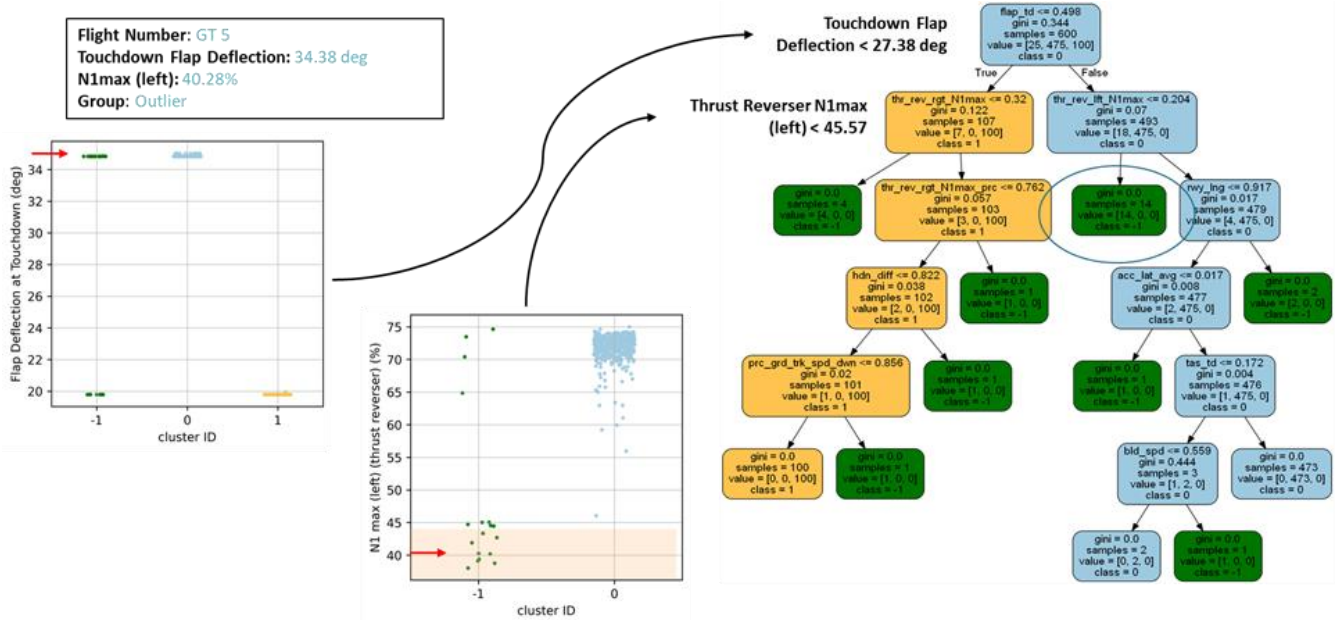 Flight Number: GT 5
Touchdown Flap Deflection: 34.38 deg
N1max (left): 40.28%
Group: Outlier
Touchdown Flap
Deflection < 27.38 deg
Thrust Reverser N1max
(left) < 45.57
34
32
30
28
26
24
22
20
Flap Deflection at Touchdown (deg)
-1
0
1
cluster ID
75
70
65
60
55
50
45
40
N1 max (left) (thrust reverser) (%)
-1
0
cluster ID
flap_td <= 0.498
gini = 0.344
samples = 600
value = [25, 475, 100]
class = 0
True
False
thr_rev_rgt_N1max <= 0.32
gini = 0.122
samples = 107
value = [7, 0, 100]
class = 1
thr_rev_lft_N1max <= 0.204
gini = 0.07
samples = 493
value = [18, 475, 0]
class = 0
gini = 0.0
samples = 4
value = [4, 0, 0]
class = -1
thr_rev_rgt_N1max_prc <= 0.762
gini = 0.057
samples = 103
value = [3, 0, 100]
class = 1
gini = 0.0
samples = 14
value = [14, 0, 0]
class = -1
rwy_lng <= 0.917
gini = 0.017
samples = 479
value = [4, 475, 0]
class = 0
hdn_diff <= 0.822
gini = 0.038
samples = 102
value = [2, 0, 100]
class = 1
gini = 0.0
samples = 1
value = [1, 0, 0]
class = -1
acc_lat_avg <= 0.017
gini = 0.008
samples = 477
value = [2, 475, 0]
class = 0
gini = 0.0
samples = 2
value = [2, 0, 0]
class = -1
prc_grd_trk_spd_dwn <= 0.856
gini = 0.02
samples = 101
value = [1, 0, 100]
class = 1
gini = 0.0
samples = 1
value = [1, 0, 0]
class = -1
gini = 0.0
samples = 1
value = [1, 0, 0]
class = -1
tas_td <= 0.172
gini = 0.004
samples = 476
value = [1, 475, 0]
class = 0
gini = 0.0
samples = 100
value = [0, 0, 100]
class = 1
gini = 0.0
samples = 1
value = [1, 0, 0]
class = -1
bld_spd <= 0.559
gini = 0.444
samples = 3
value = [1, 2, 0]
class = 0
gini = 0.0
samples = 473
value = [0, 473, 0]
class = 0
gini = 0.0
samples = 2
value = [0, 2, 0]
class = 0
gini = 0.0
samples = 1
value = [1, 0, 0]
class = -1